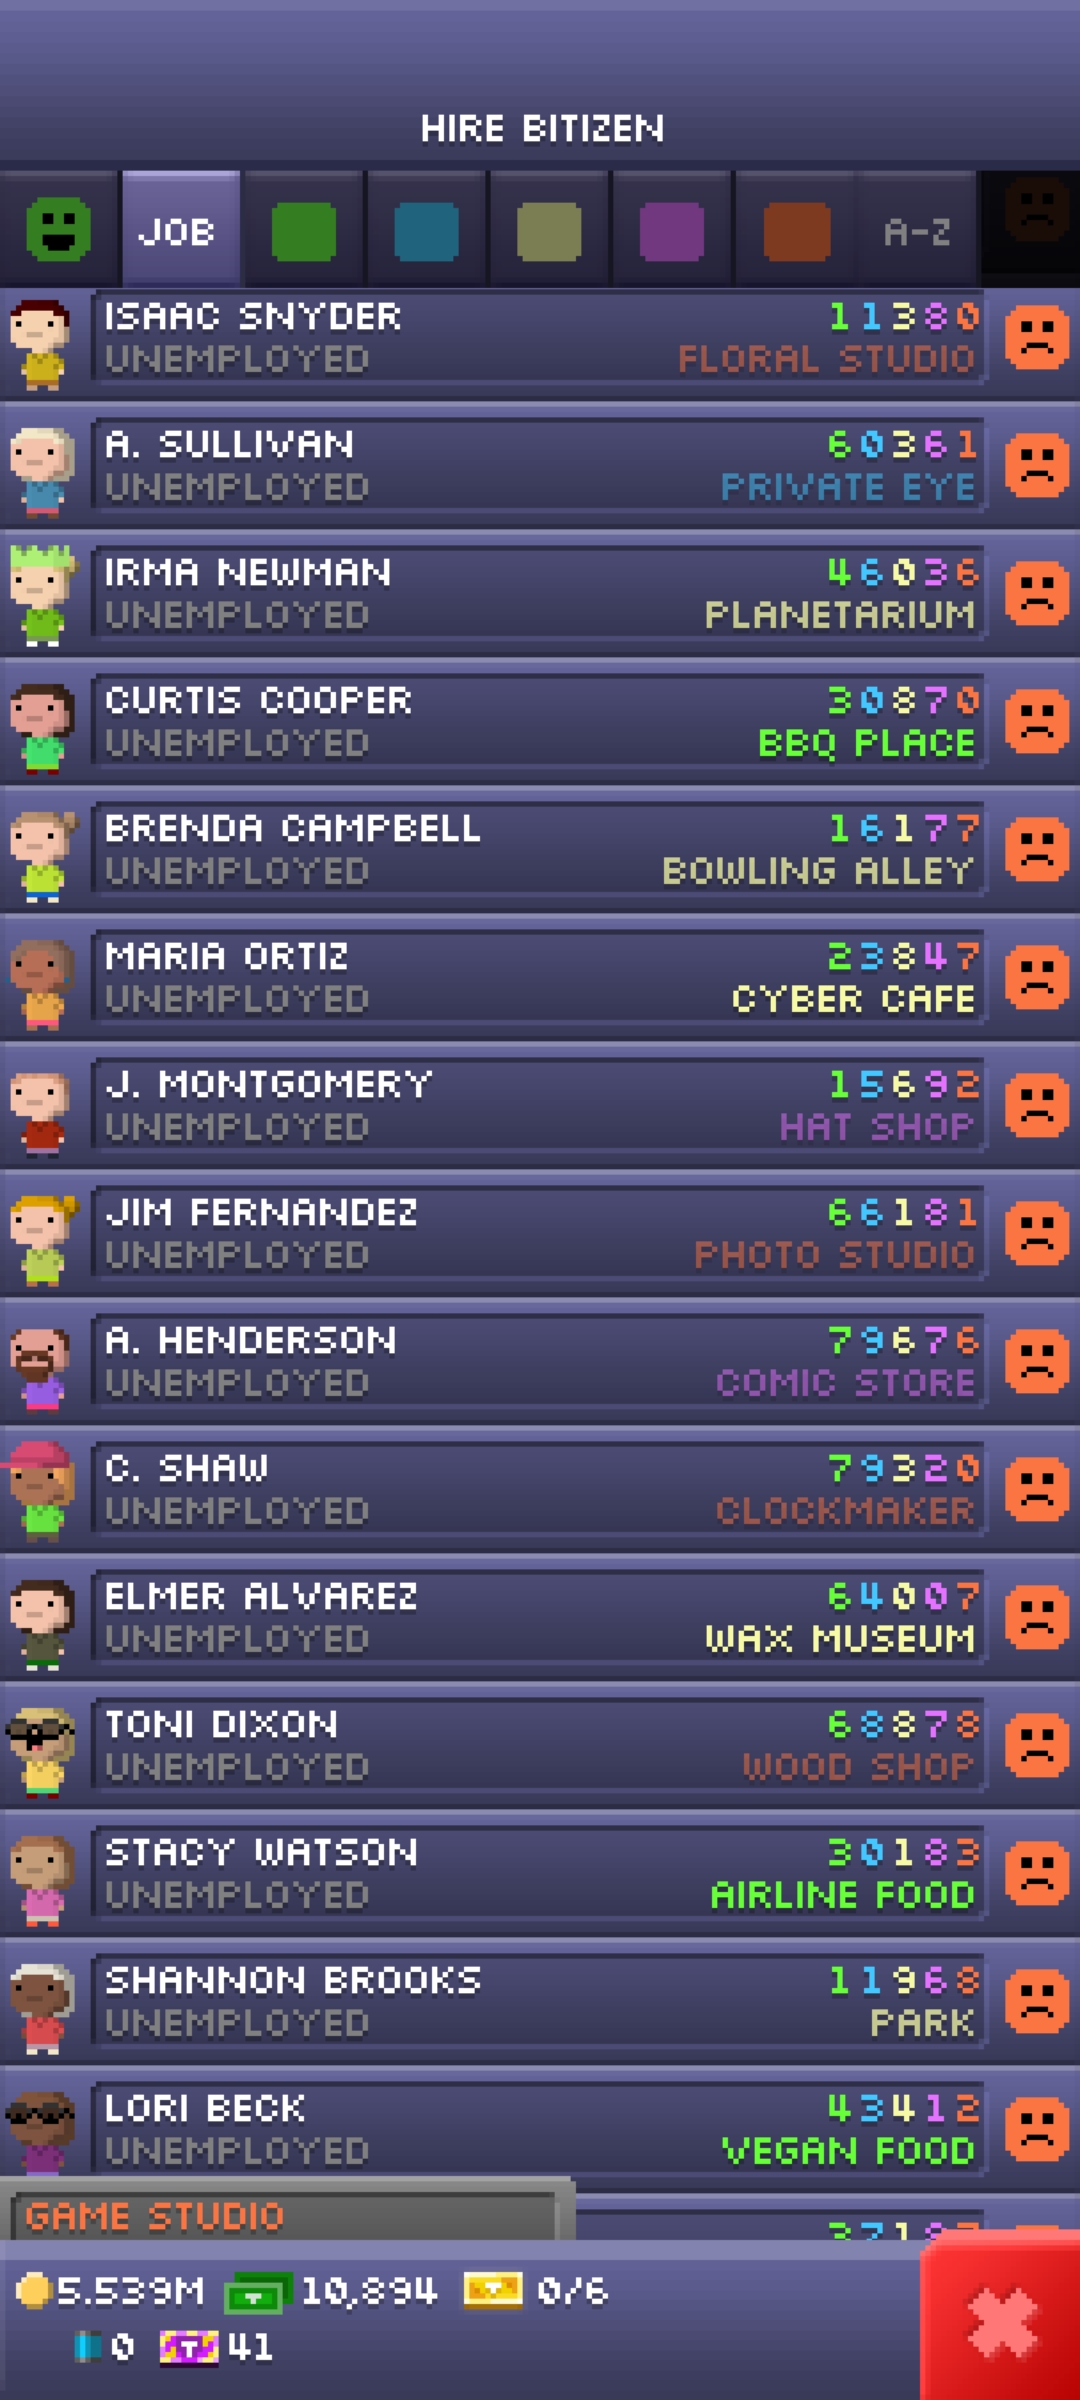 HIRE BITIZEN
JOB A-Z
ISAAC SNYDER 11380
UNEMPLOYED FLORAL STUDIO
A. SULLIVAN 60361
UNEMPLOYED PRIVATE EYE
IRMA NEWMAN 46036
UNEMPLOYED PLANETARIUM
CURTIS COOPER 30870
UNEMPLOYED BBQ PLACE
BRENDA CAMPBELL 16177
UNEMPLOYED BOWLING ALLEY
MARIA ORTIZ 23847
UNEMPLOYED CYBER CAFE
J. MONTGOMERY 15692
UNEMPLOYED HAT SHOP
JIM FERNANDEZ 66181
UNEMPLOYED PHOTO STUDIO
A. HENDERSON 79676
UNEMPLOYED COMIC STORE
C. SHAW 79320
UNEMPLOYED CLOCKMAKER
ELMER ALVAREZ 64007
UNEMPLOYED WAX MUSEUM
TONI DIXON 68878
UNEMPLOYED WOOD SHOP
STACY WATSON 30183
UNEMPLOYED AIRLINE FOOD
SHANNON BROOKS 11968
UNEMPLOYED PARK
LORI BECK 43412
UNEMPLOYED VEGAN FOOD
GAME STUDIO
5.539M 10,894 0/6
0 T 41